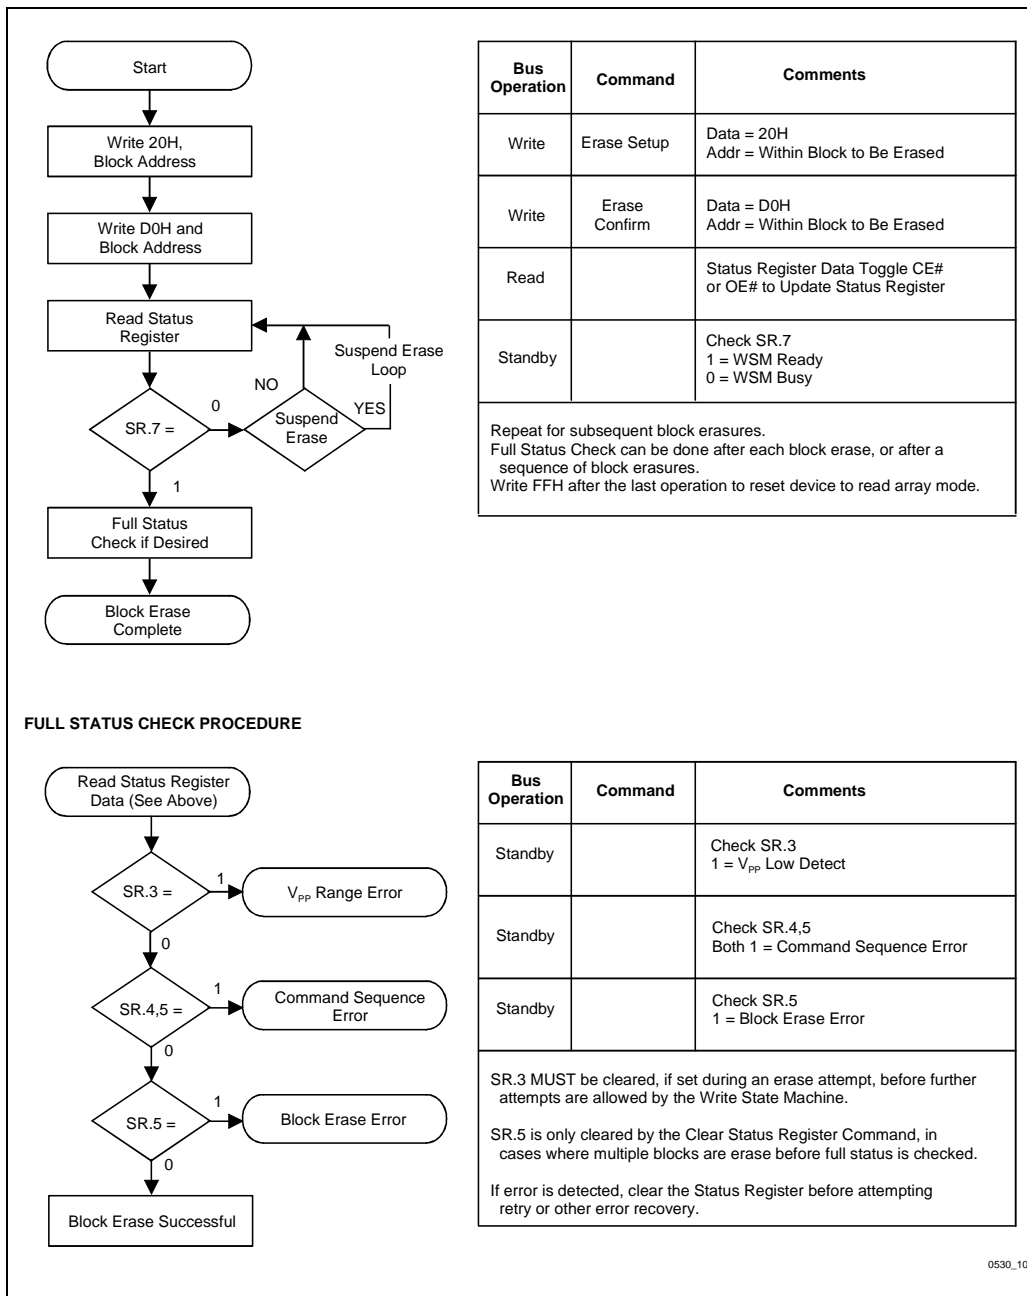 Start
Write 20H,
Block Address
Write D0H and
Block Address
Read Status
Register
Suspend Erase
Loop
NO
YES
0
SR.7 =
Suspend
Erase
1
Full Status
Check if Desired
Block Erase
Complete
Bus
Operation
Command
Comments
Write
Erase Setup
Data = 20H
Addr = Within Block to Be Erased
Write
Erase
Confirm
Data = D0H
Addr = Within Block to Be Erased
Read
Status Register Data Toggle CE#
or OE# to Update Status Register
Standby
Check SR.7
1 = WSM Ready
0 = WSM Busy
Repeat for subsequent block erasures.
Full Status Check can be done after each block erase, or after a
sequence of block erasures.
Write FFH after the last operation to reset device to read array mode.
FULL STATUS CHECK PROCEDURE
Read Status Register
Data (See Above)
SR.3 =
1
VPP Range Error
0
SR.4,5 =
1
Command Sequence
Error
0
SR.5 =
1
Block Erase Error
0
Block Erase Successful
Bus
Operation
Command
Comments
Standby
Check SR.3
1 = VPP Low Detect
Standby
Check SR.4,5
Both 1 = Command Sequence Error
Standby
Check SR.5
1 = Block Erase Error
SR.3 MUST be cleared, if set during an erase attempt, before further
attempts are allowed by the Write State Machine.
SR.5 is only cleared by the Clear Status Register Command, in
cases where multiple blocks are erase before full status is checked.
If error is detected, clear the Status Register before attempting
retry or other error recovery.
0530_10